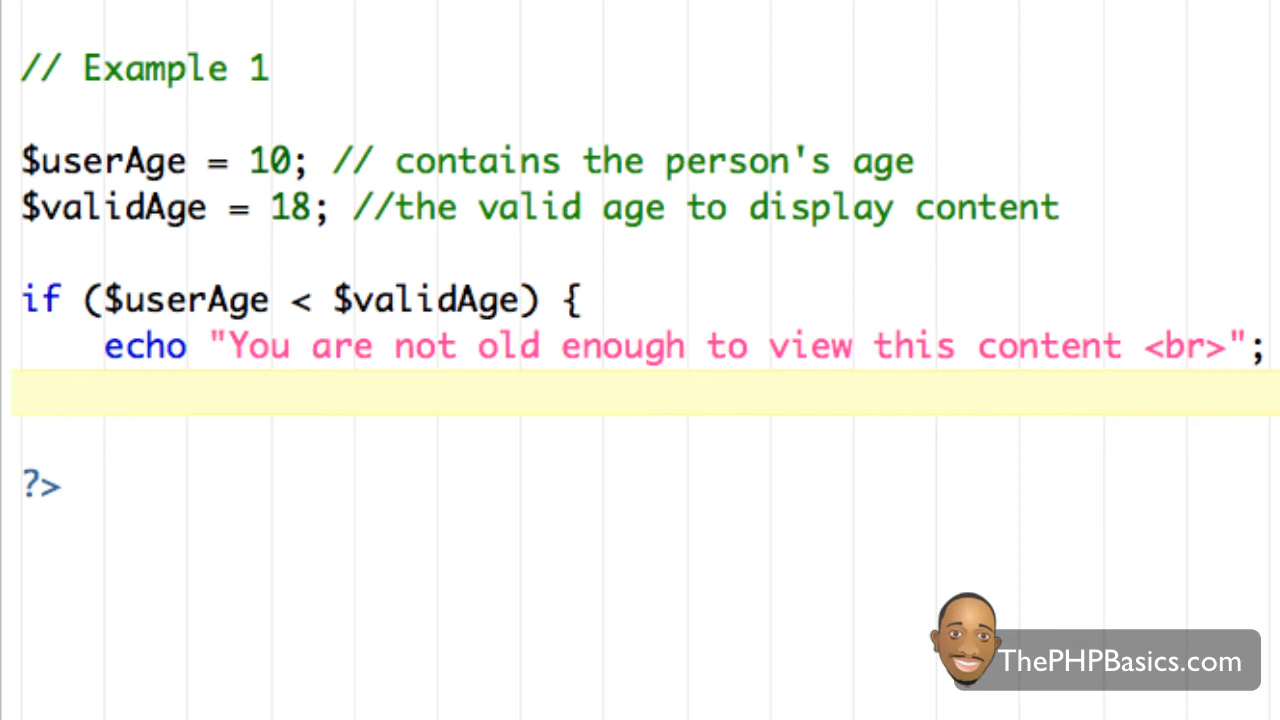 // Example 1
$userAge = 10; // contains the person's age
$validAge = 18; //the valid age to display content
if ($userAge < $validAge) {
echo "You are not old enough to view this content <br>";
?>
ThePHPBasics.com